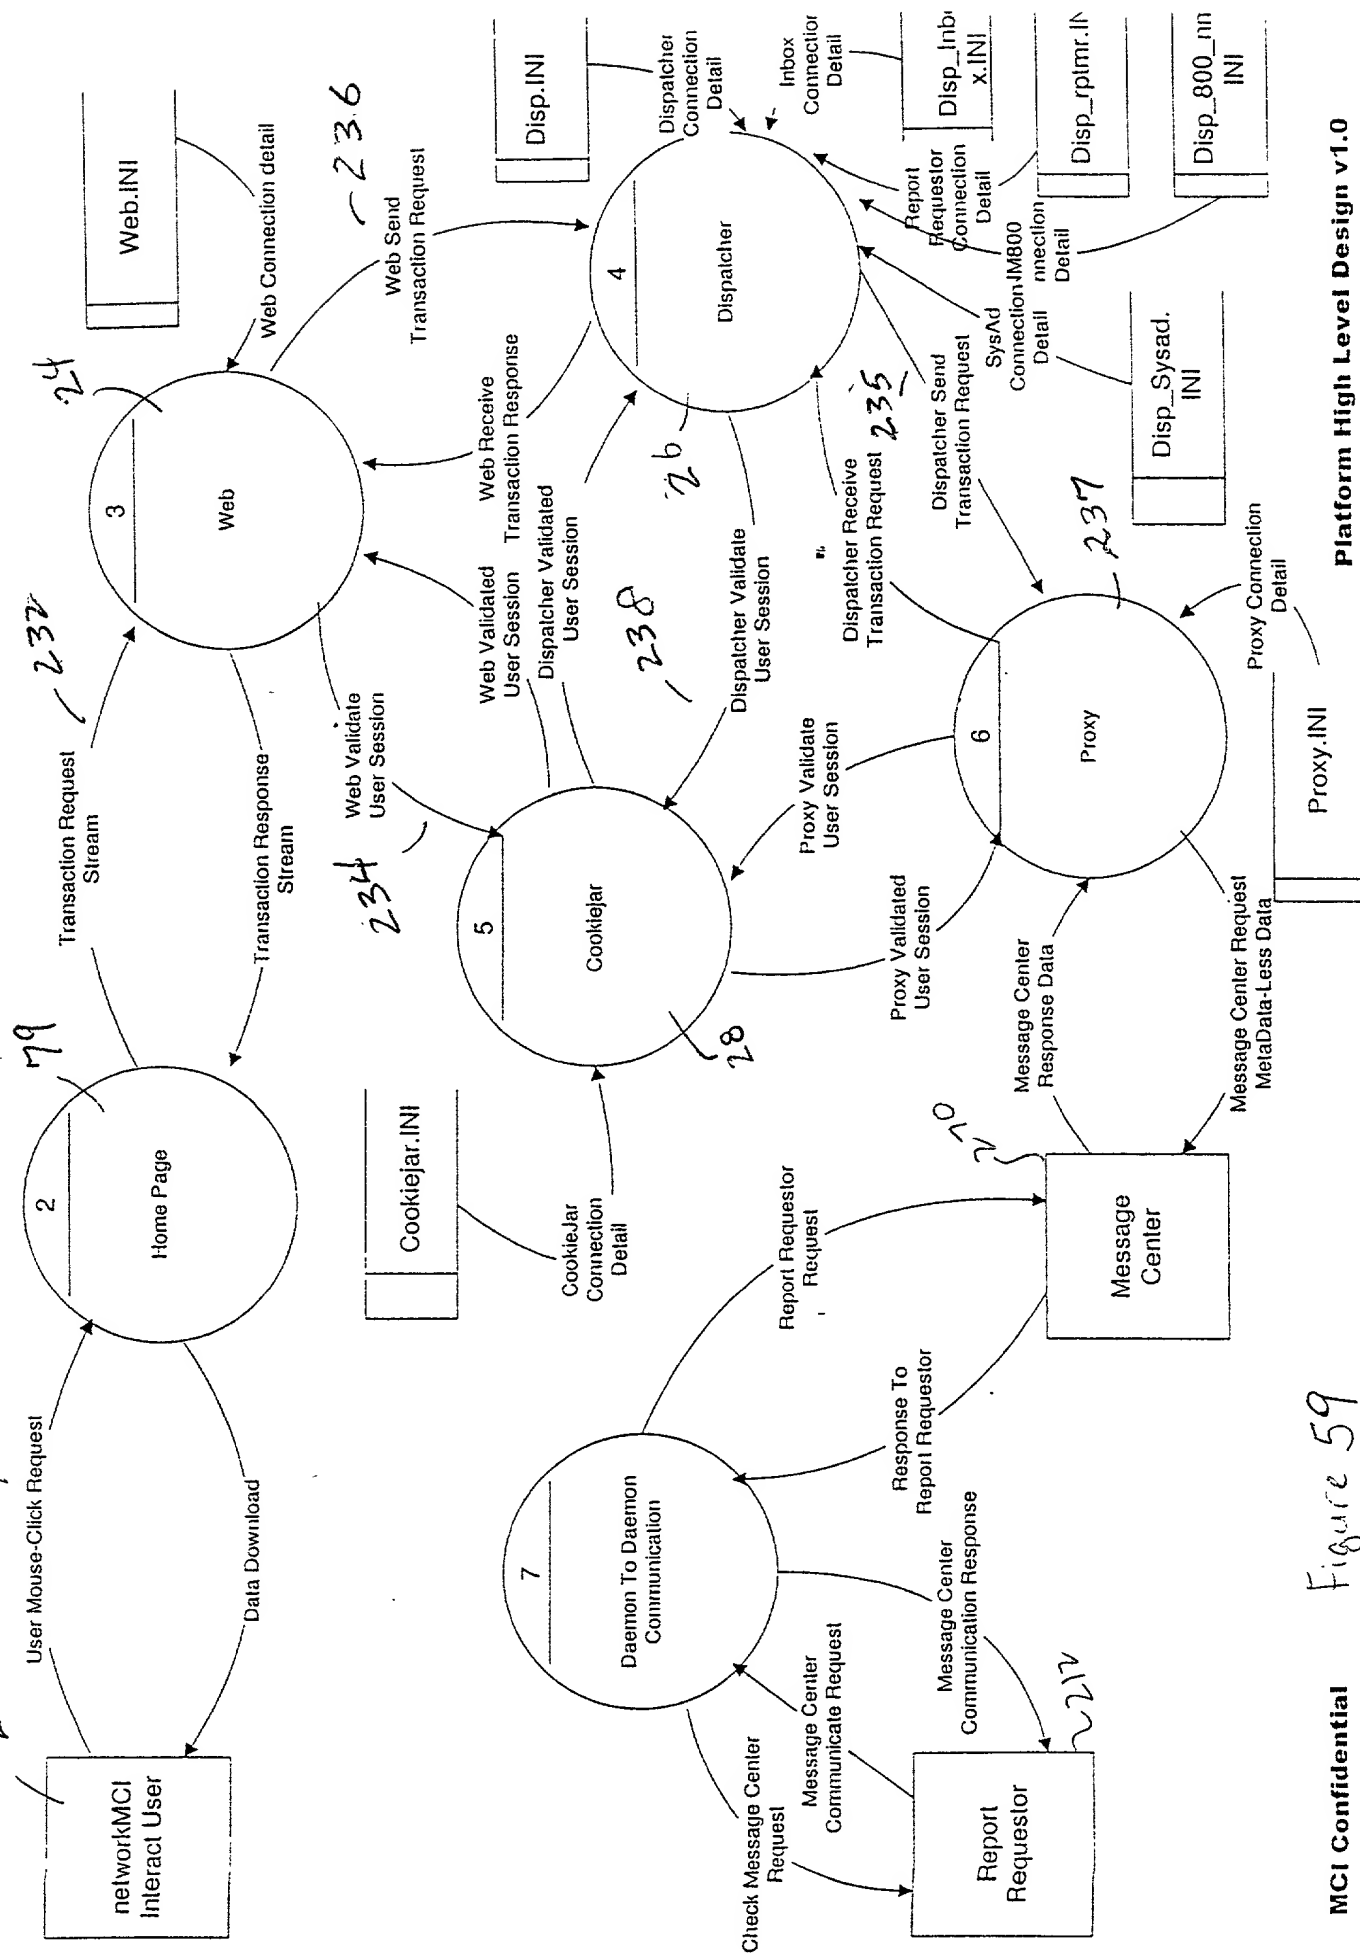 networkMCI
Interact User
User Mouse-Click Request
Data Download
2
Home Page
79
Transaction Request
Stream
232
Transaction Response
Stream
3
Web
24
Web.INI
Web Connection detail
Web Send
Transaction Request
236
Web Validate
User Session
234
Web Validated
User Session
Web Receive
Transaction Response
Dispatcher Validated
User Session
Cookiejar.INI
CookieJar
Connection
Detail
5
Cookiejar
28
238
Dispatcher Validate
User Session
4
Dispatcher
26
Disp.INI
Dispatcher
Connection
Detail
Inbox
Connection
Detail
x.INI
Report
Requestor
Connection
Detail
Detail
INI
SysAd
Connection
Detail
Disp_Sysad.
INI
Dispatcher Receive
Transaction Request
235
Dispatcher Send
Transaction Request
Proxy Validate
User Session
Proxy Validated
User Session
6
Proxy
237
Proxy Connection
Detail
Proxy.INI
Message Center
Response Data
Message Center Request
MetaData-Less Data
7
Daemon To Daemon
Communication
Report Requestor
Request
Response To
Report Requestor
270
Message
Center
Check Message Center
Request
Message Center
Communicate Request
Message Center
Communication Response
Report
Requestor
212
MCI Confidential
Figure 59
Platform High Level Design v1.0